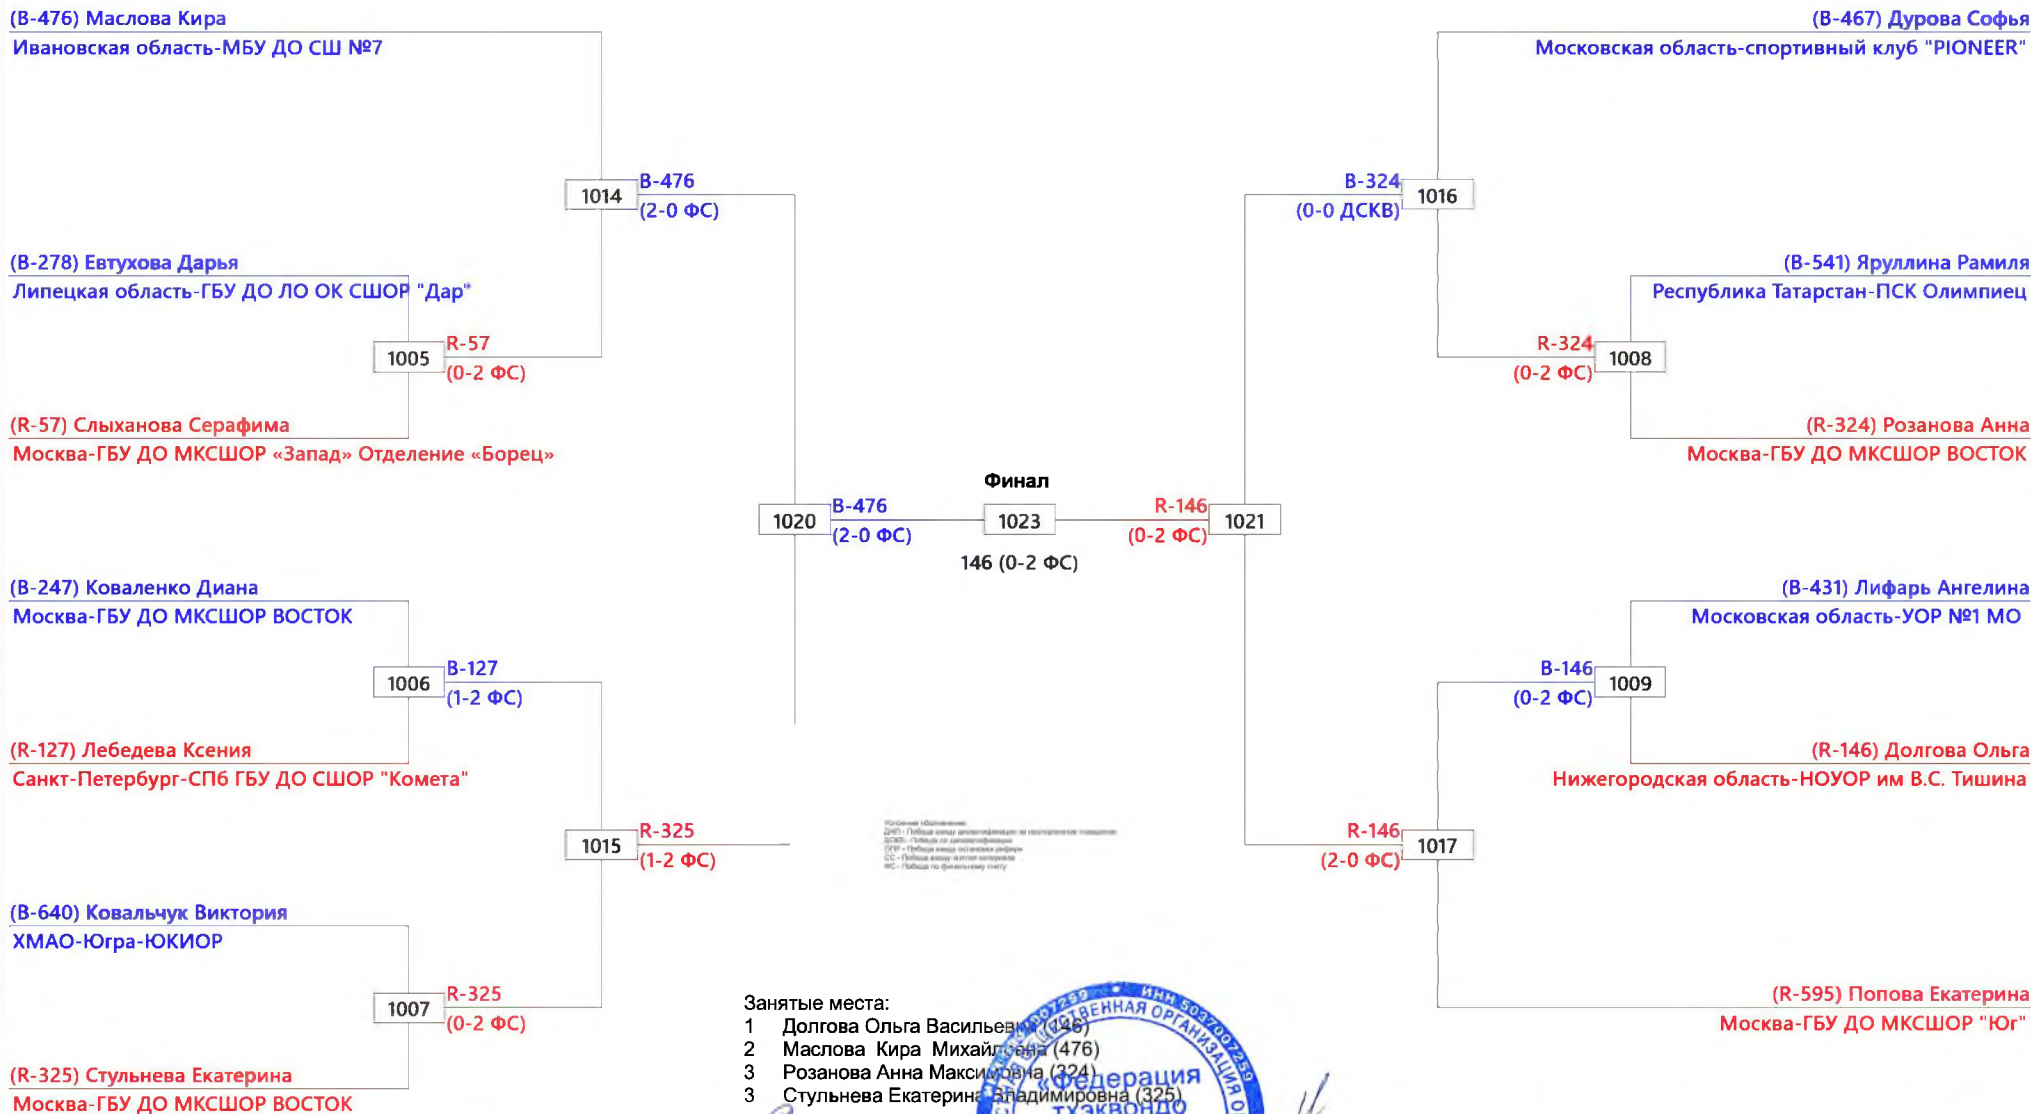 (B-476) Маслова Кира
Ивановская область-МБУ ДО СШ №7
(B-467) Дурова Софья
Московская область-спортивный клуб "PIONEER"
1014
B-476
(2-0 ФС)
B-324
(0-0 ДСКВ)
1016
(B-278) Евтухова Дарья
Липецкая область-ГБУ ДО ЛО ОК СШОР "Дар"
(B-541) Яруллина Рамиля
Республика Татарстан-ПСК Олимпиец
1005
R-57
(0-2 ФС)
R-324
(0-2 ФС)
1008
(R-57) Слыханова Серафима
Москва-ГБУ ДО МКСШОР «Запад» Отделение «Борец»
(R-324) Розанова Анна
Москва-ГБУ ДО МКСШОР ВОСТОК
Финал
1020
B-476
(2-0 ФС)
1023
R-146
(0-2 ФС)
1021
146 (0-2 ФС)
(B-247) Коваленко Диана
Москва-ГБУ ДО МКСШОР ВОСТОК
(B-431) Лифарь Ангелина
Московская область-УОР №1 МО
1006
B-127
(1-2 ФС)
B-146
(0-2 ФС)
1009
(R-127) Лебедева Ксения
Санкт-Петербург-СПб ГБУ ДО СШОР "Комета"
(R-146) Долгова Ольга
Нижегородская область-НОУОР им В.С. Тишина
1015
R-325
(1-2 ФС)
R-146
(2-0 ФС)
1017
(B-640) Ковальчук Виктория
ХМАО-Югра-ЮКИОР
1007
R-325
(0-2 ФС)
(R-595) Попова Екатерина
Москва-ГБУ ДО МКСШОР "Юг"
(R-325) Стульнева Екатерина
Москва-ГБУ ДО МКСШОР ВОСТОК
Занятые места:
1 Долгова Ольга Васильевна (146)
2 Маслова Кира Михайловна (476)
3 Розанова Анна Максимовна (324)
3 Стульнева Екатерина Владимировна (325)
ИНН 5037007259
ОРГАНИЗАЦИЯ
«Федерация
ТХЭКВОНДО